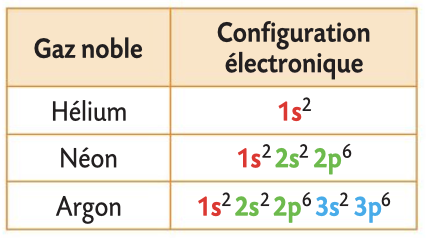 Gaz noble
Configuration
électronique
Hélium
1s²
Néon
1s² 2s² 2p⁶
Argon
1s² 2s² 2p⁶ 3s² 3p⁶